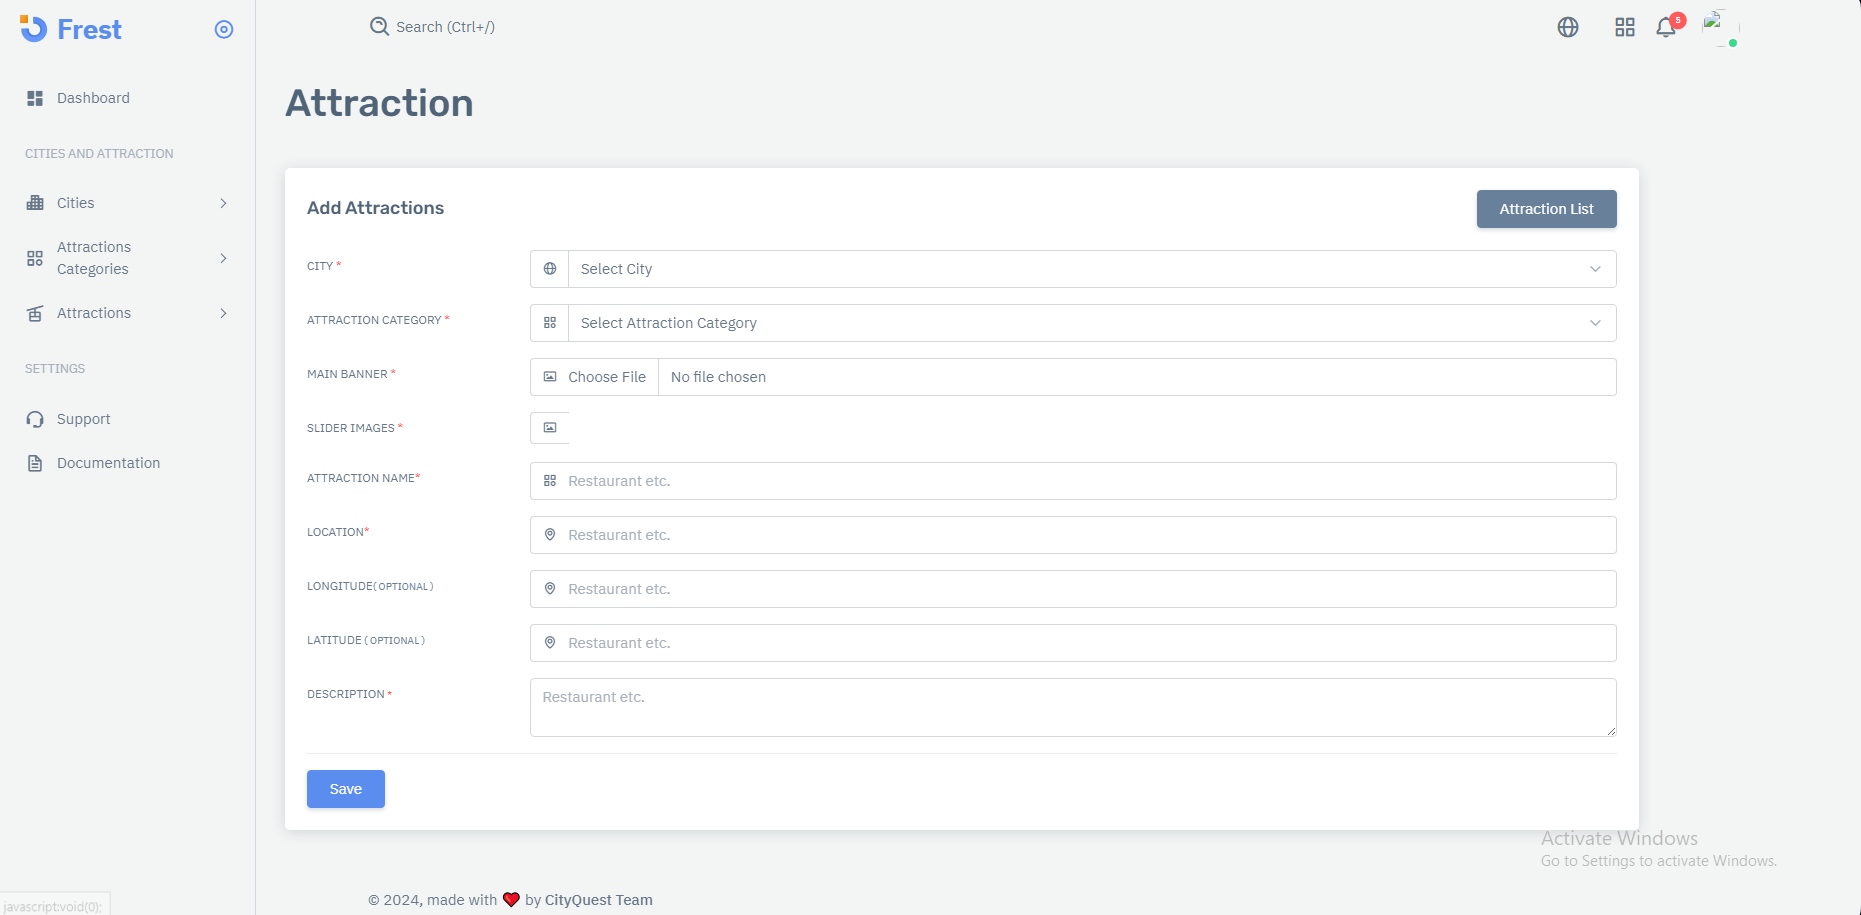 Frest
Search (Ctrl+/)
5
Dashboard
CITIES AND ATTRACTION
Cities
Attractions
Categories
Attractions
SETTINGS
Support
Documentation
Attraction
Add Attractions
Attraction List
CITY *
Select City
ATTRACTION CATEGORY *
Select Attraction Category
MAIN BANNER *
Choose File No file chosen
SLIDER IMAGES *
ATTRACTION NAME*
Restaurant etc.
LOCATION*
Restaurant etc.
LONGITUDE( OPTIONAL )
Restaurant etc.
LATITUDE ( OPTIONAL )
Restaurant etc.
DESCRIPTION *
Restaurant etc.
Save
Activate Windows
Go to Settings to activate Windows.
© 2024, made with ❤️ by CityQuest Team
javascript:void(0);